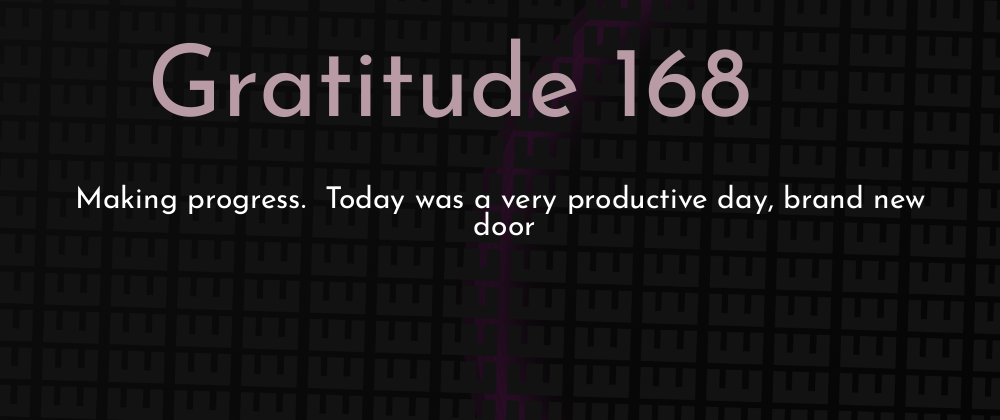 Gratitude 168
Making progress.  Today was a very productive day, brand new
door